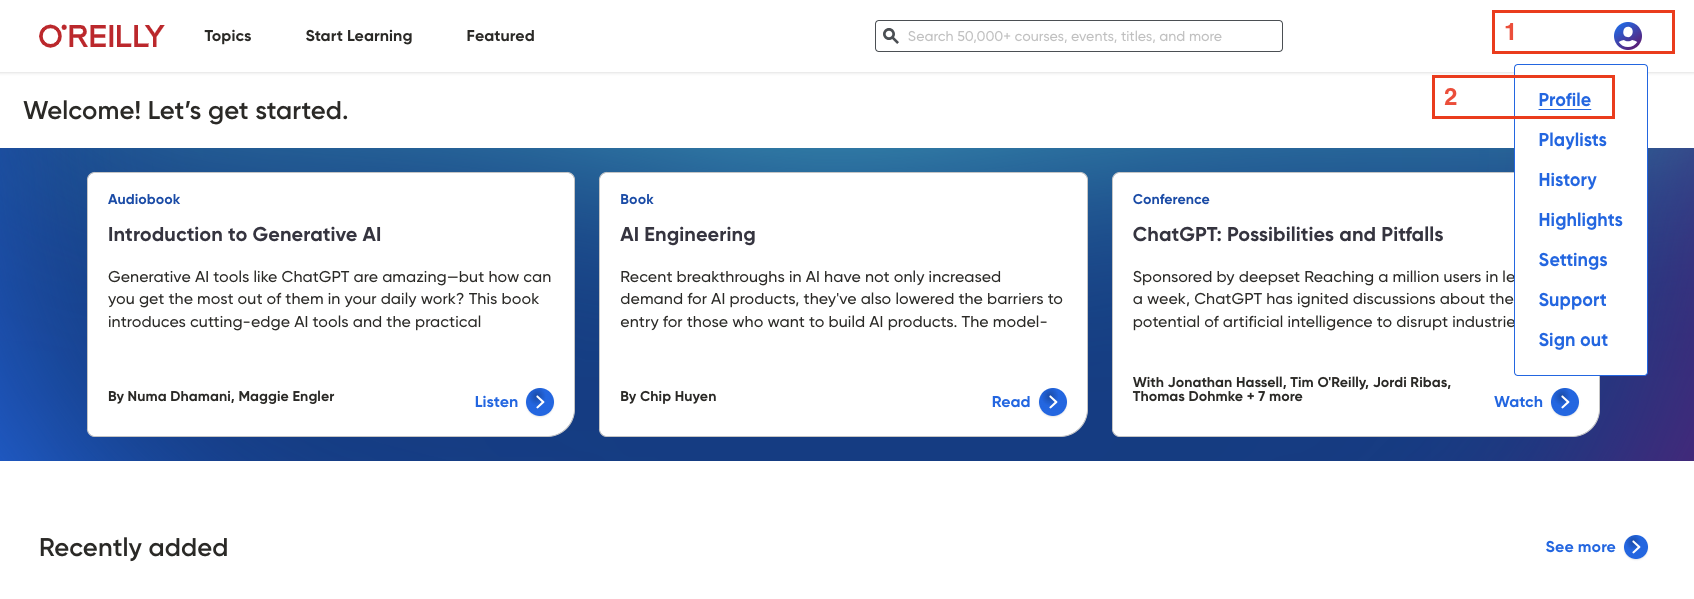 O'REILLY
Topics
Start Learning
Featured
Search 50,000+ courses, events, titles, and more
1
2
Profile
Playlists
History
Highlights
Settings
Support
Sign out
Welcome! Let’s get started.
Audiobook
Introduction to Generative AI
Generative AI tools like ChatGPT are amazing—but how can
you get the most out of them in your daily work? This book
introduces cutting-edge AI tools and the practical
By Numa Dhamani, Maggie Engler
Listen
Book
AI Engineering
Recent breakthroughs in AI have not only increased
demand for AI products, they've also lowered the barriers to
entry for those who want to build AI products. The model-
By Chip Huyen
Read
Conference
ChatGPT: Possibilities and Pitfalls
Sponsored by deepset Reaching a million users in le
a week, ChatGPT has ignited discussions about the
potential of artificial intelligence to disrupt industrie
With Jonathan Hassell, Tim O'Reilly, Jordi Ribas,
Thomas Dohmke + 7 more
Watch
Recently added
See more